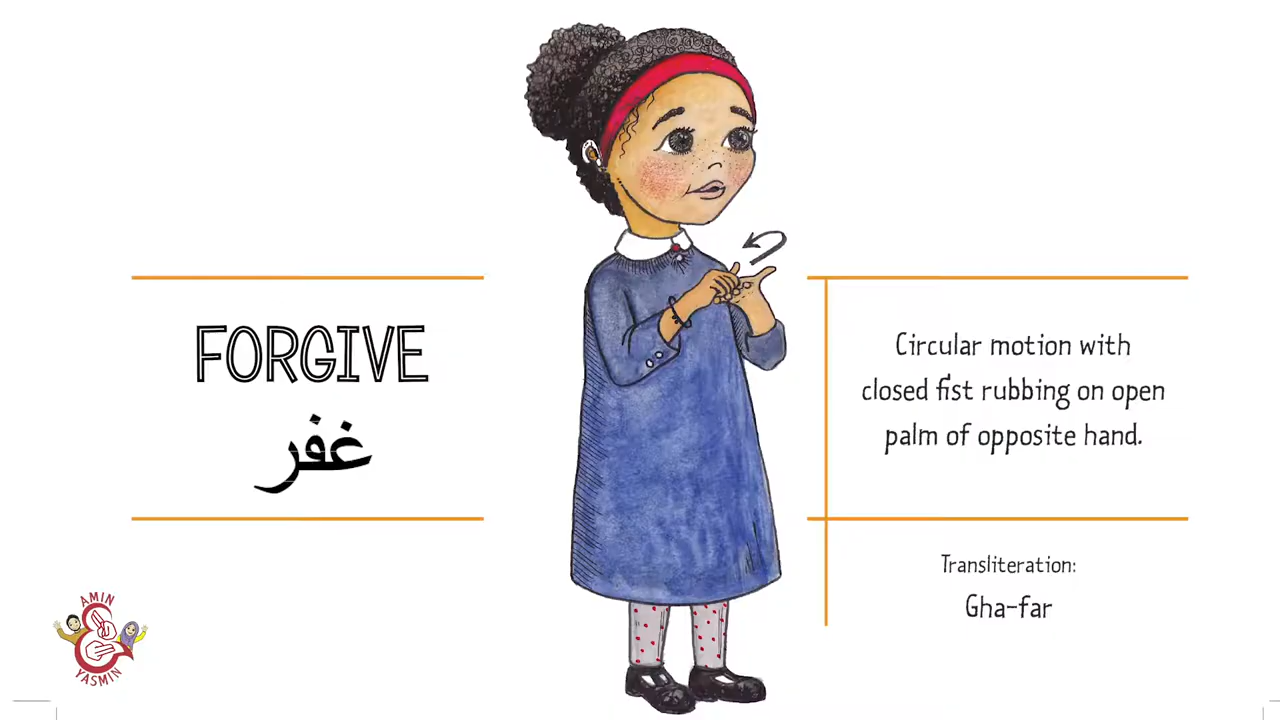 FORGIVE
غفر
Circular motion with
closed fist rubbing on open
palm of opposite hand.
Transliteration:
Gha-far
AMIN
YASMIN